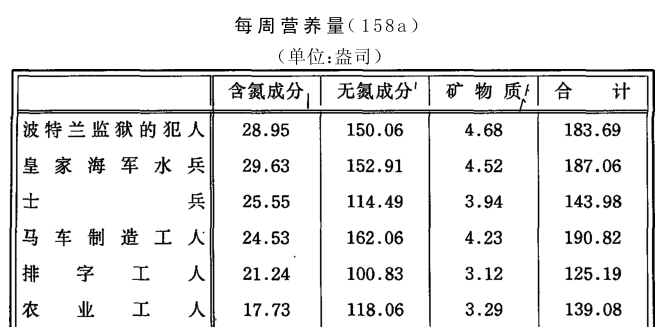 每周营养量(158a)
(单位:盎司)
含氮成分 无氮成分 矿物质 合计
波特兰监狱的犯人 28.95 150.06 4.68 183.69
皇家海军水兵 29.63 152.91 4.52 187.06
士兵 25.55 114.49 3.94 143.98
马车制造工人 24.53 162.06 4.23 190.82
排字工人 21.24 100.83 3.12 125.19
农业工人 17.73 118.06 3.29 139.08